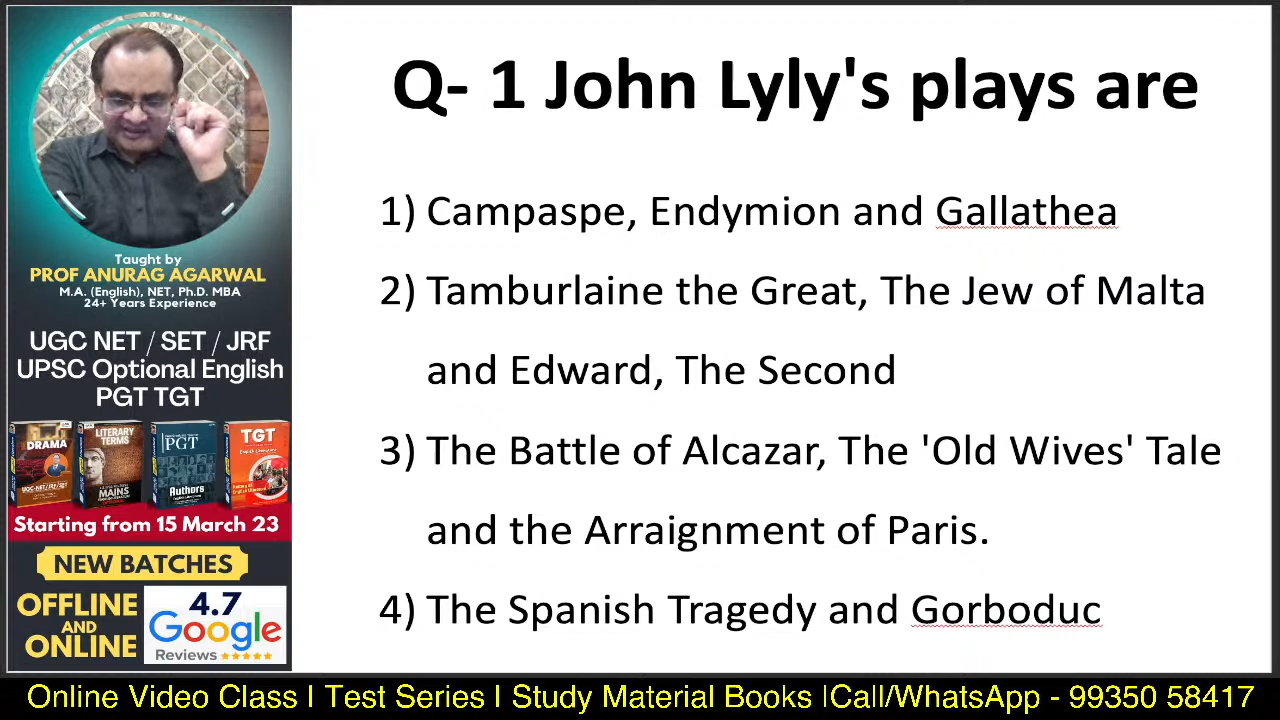 Q- 1 John Lyly's plays are
1) Campaspe, Endymion and Gallathea
2) Tamburlaine the Great, The Jew of Malta
and Edward, The Second
3) The Battle of Alcazar, The 'Old Wives' Tale
and the Arraignment of Paris.
4) The Spanish Tragedy and Gorboduc
Taught by
PROF ANURAG AGARWAL
M.A. (English), NET, Ph.D. MBA
24+ Years Experience
UGC NET / SET / JRF
UPSC Optional English
PGT TGT
DRAMA
LITERARY
TERMS
MAINS
PGT
Authors
TGT
Starting from 15 March 23
NEW BATCHES
OFFLINE
AND
ONLINE
4.7
Google
Reviews
Online Video Class I Test Series I Study Material Books |Call/WhatsApp - 99350 58417